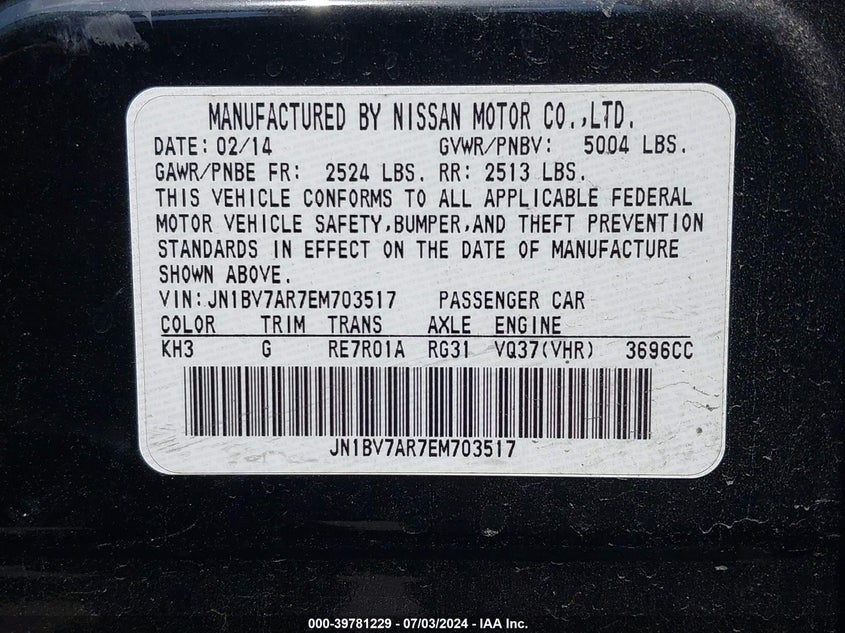 MANUFACTURED BY NISSAN MOTOR CO.,LTD.
DATE: 02/14 GVWR/PNBV: 5004 LBS.
GAWR/PNBE FR: 2524 LBS. RR: 2513 LBS.
THIS VEHICLE CONFORMS TO ALL APPLICABLE FEDERAL
MOTOR VEHICLE SAFETY,BUMPER,AND THEFT PREVENTION
STANDARDS IN EFFECT ON THE DATE OF MANUFACTURE
SHOWN ABOVE.
VIN:JN1BV7AR7EM703517 PASSENGER CAR
COLOR TRIM TRANS AXLE ENGINE
KH3 G RE7R01A RG31 VQ37(VHR) 3696CC
JN1BV7AR7EM703517
000-39781229 - 07/03/2024 - IAA Inc.